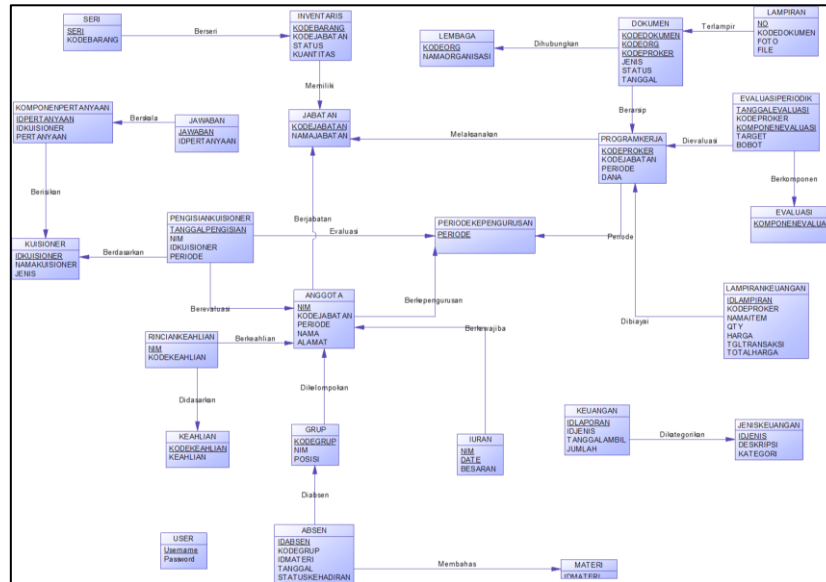 SERI
SERI
KODEBARANG
Berseri
INVENTARIS
KODEBARANG
KODEJABATAN
STATUS
KUANTITAS
LEMBAGA
KODEORG
NAMAORGANISASI
Dihubungkan
DOKUMEN
KODEDOKUMEN
KODEORG
KODEPROKER
JENIS
STATUS
TANGGAL
Terlampir
LAMPIRAN
NO
KODEDOKUMEN
FOTO
FILE
Memiliki
Berarsip
KOMPONENPERTANYAAN
IDPERTANYAAN
IDKUISIONER
PERTANYAAN
Berskala
JAWABAN
JAWABAN
IDPERTANYAAN
JABATAN
KODEJABATAN
NAMAJABATAN
Melaksanakan
PROGRAMKERJA
KODEPROKER
KODEJABATAN
PERIODE
DANA
Dievaluasi
EVALUASIPERIODIK
TANGGALEVALUASI
KODEPROKER
KOMPONENEVALUASI
TARGET
BOBOT
Berisikan
Berjabatan
Berkomponen
PENGISIANKUISIONER
TANGGALPENGISIAN
NIM
IDKUISIONER
PERIODE
Evaluasi
PERIODEKEPENGURUSAN
PERIODE
Periode
EVALUASI
KOMPONENEVALUA
KUISIONER
IDKUISIONER
NAMAKUISIONER
JENIS
Berdasarkan
Berevaluasi
ANGGOTA
NIM
KODEJABATAN
PERIODE
NAMA
ALAMAT
Berkepengurusan
Berkewajiba
Dibiayai
LAMPIRANKEUANGAN
IDLAMPIRAN
KODEPROKER
NAMAITEM
QTY
HARGA
TGLTRANSAKSI
TOTALHARGA
RINCIANKEAHLIAN
NIM
KODEKEAHLIAN
Berkeahlian
Didasarkan
Dikelompokan
KEAHLIAN
KODEKEAHLIAN
KEAHLIAN
GRUP
KODEGRUP
NIM
POSISI
IURAN
NIM
DATE
BESARAN
KEUANGAN
IDLAPORAN
IDJENIS
TANGGALAMBIL
JUMLAH
Dikategorikan
JENISKEUANGAN
IDJENIS
DESKRIPSI
KATEGORI
Diabsen
USER
Username
Password
ABSEN
IDABSEN
KODEGRUP
IDMATERI
TANGGAL
STATUSKEHADIRAN
Membahas
MATERI
IDMATERI